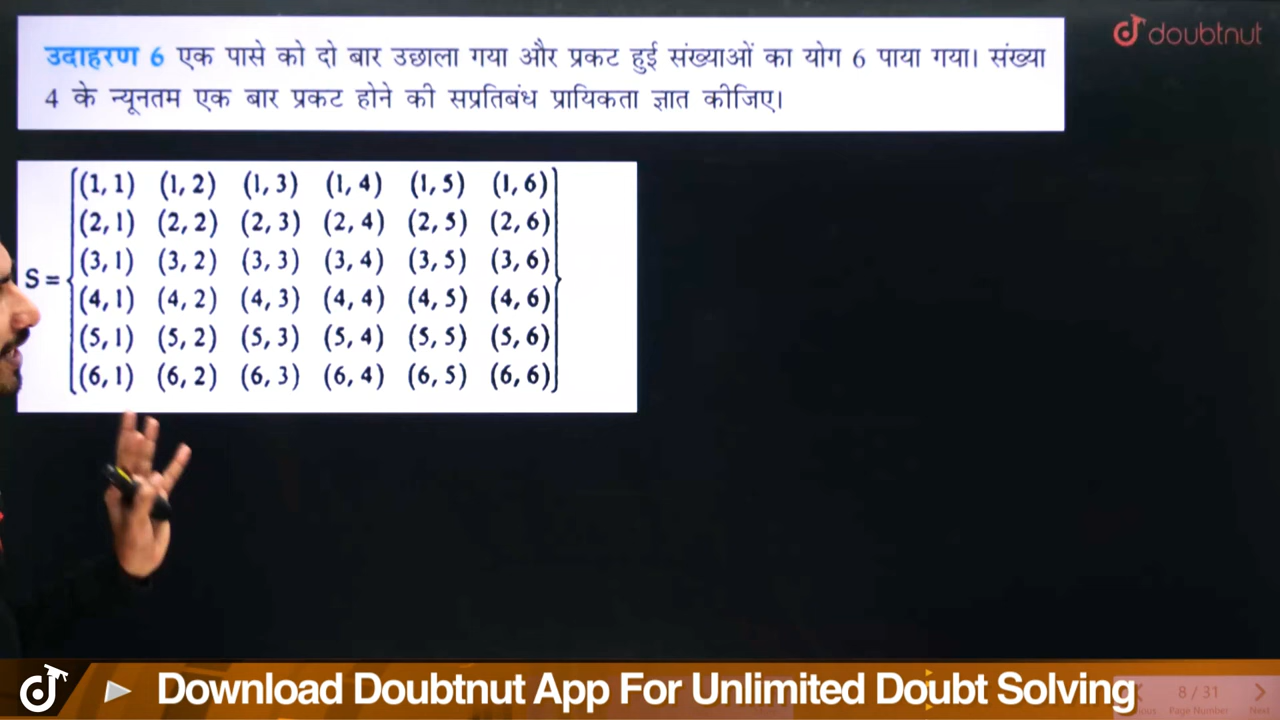 doubtnut
उदाहरण 6 एक पासे को दो बार उछाला गया और प्रकट हुई संख्याओं का योग 6 पाया गया। संख्या
4 के न्यूनतम एक बार प्रकट होने की सप्रतिबंध प्रायिकता ज्ञात कीजिए।
(1, 1) (1, 2) (1, 3) (1, 4) (1, 5) (1, 6)
(2, 1) (2, 2) (2, 3) (2, 4) (2, 5) (2, 6)
(3, 1) (3, 2) (3, 3) (3, 4) (3, 5) (3, 6)
S =
(4, 1) (4, 2) (4, 3) (4, 4) (4, 5) (4, 6)
(5, 1) (5, 2) (5, 3) (5, 4) (5, 5) (5, 6)
(6, 1) (6, 2) (6, 3) (6, 4) (6, 5) (6, 6)
Download Doubtnut App For Unlimited Doubt Solving
8 / 31
Page Number
Next